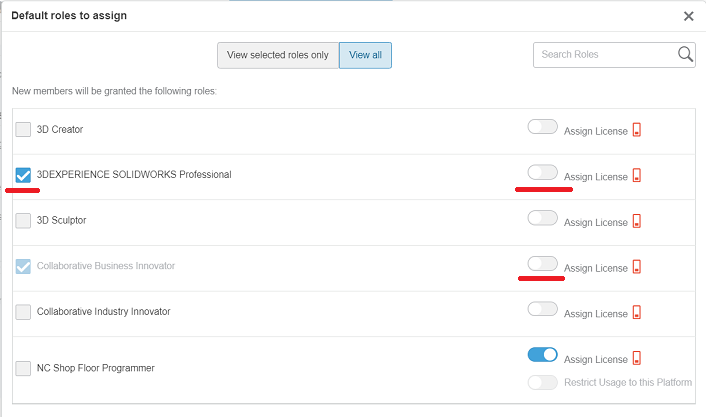 Default roles to assign
View selected roles only
View all
Search Roles
New members will be granted the following roles:
3D Creator
Assign License
3DEXPERIENCE SOLIDWORKS Professional
Assign License
3D Sculptor
Assign License
Collaborative Business Innovator
Assign License
Collaborative Industry Innovator
Assign License
NC Shop Floor Programmer
Assign License
Restrict Usage to this Platform